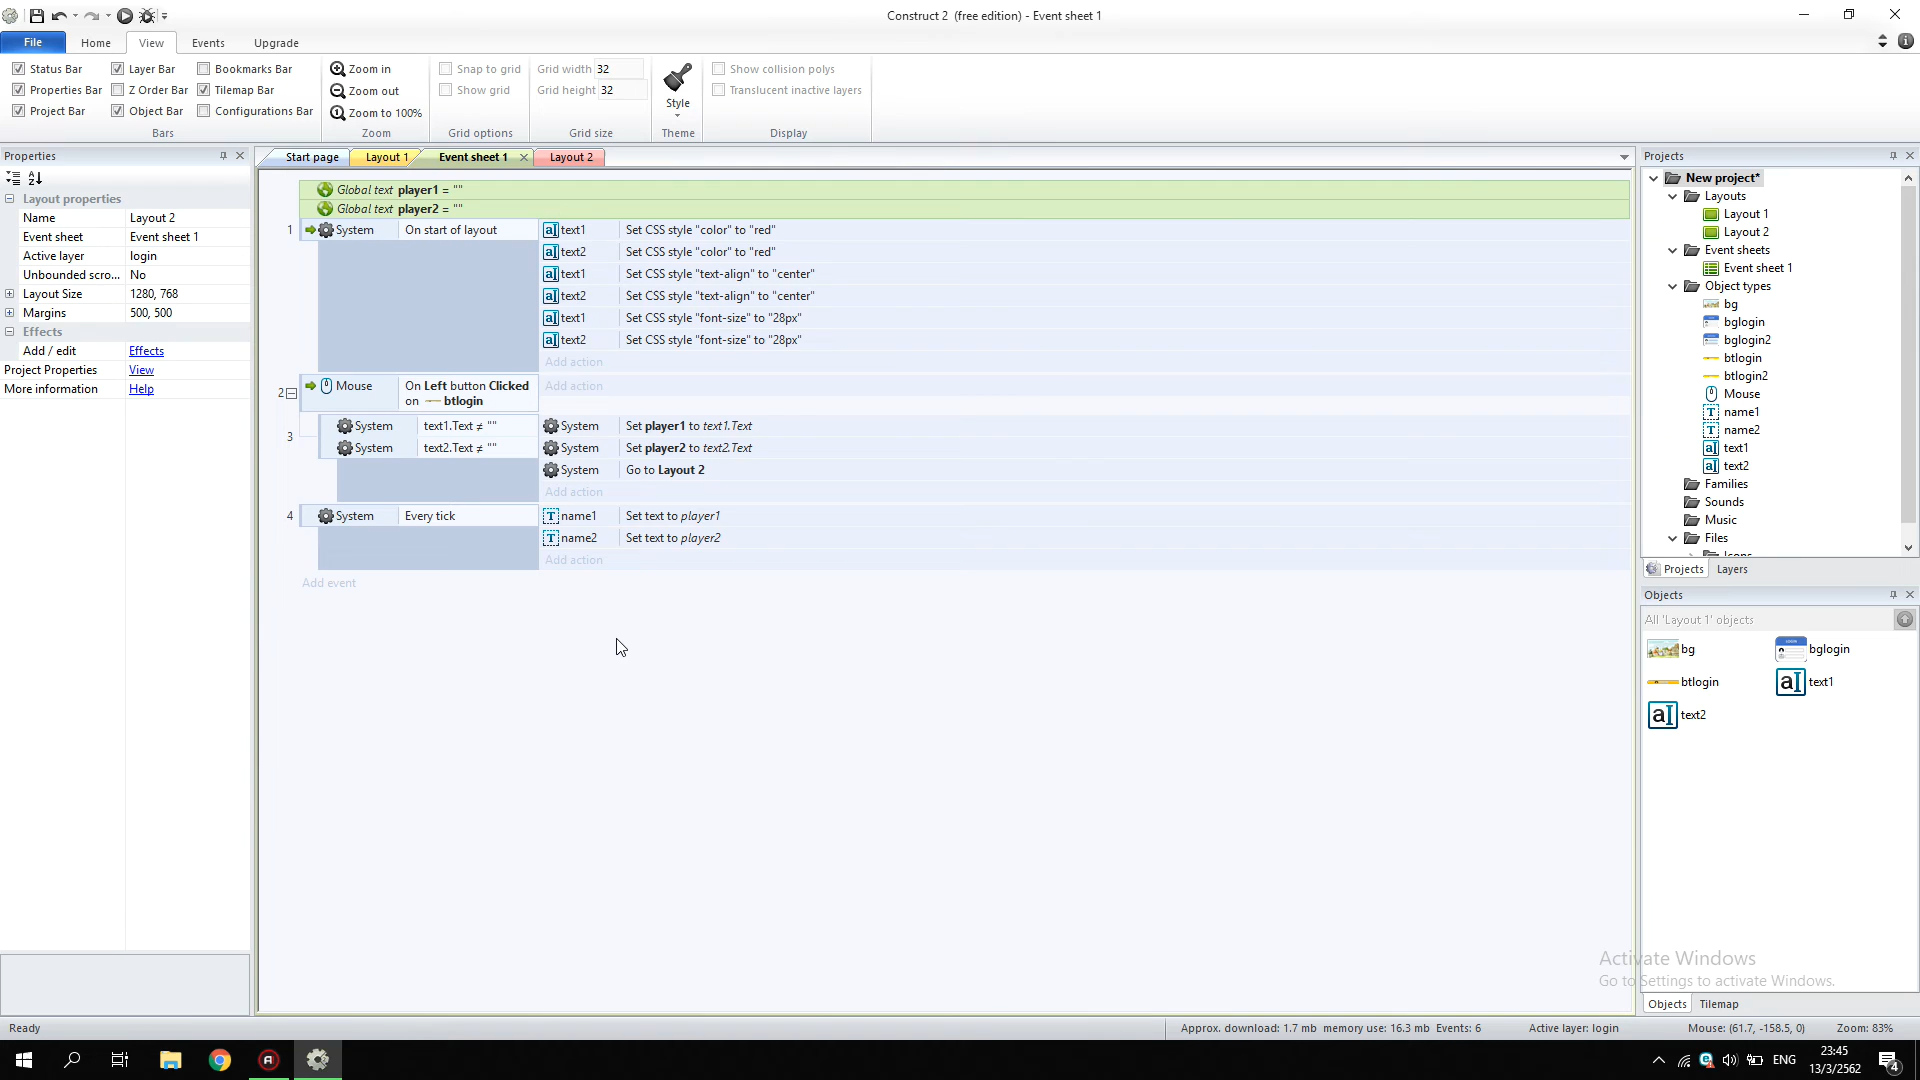 Construct 2  (free edition) - Event sheet 1
File
Home
View
Events
Upgrade
Status Bar
Layer Bar
Bookmarks Bar
Properties Bar
Z Order Bar
Tilemap Bar
Project Bar
Object Bar
Configurations Bar
Bars
Zoom in
Zoom out
Zoom to 100%
Zoom
Snap to grid
Show grid
Grid options
Grid width 32
Grid height 32
Grid size
Style
Theme
Show collision polys
Translucent inactive layers
Display
Properties
Layout properties
Name Layout 2
Event sheet Event sheet 1
Active layer login
Unbounded scro... No
Layout Size 1280, 768
Margins 500, 500
Effects
Add / edit Effects
Project Properties View
More information Help
Start page
Layout 1
Event sheet 1
Layout 2
Global text player1 = ""
Global text player2 = ""
1 System On start of layout
text1 Set CSS style "color" to "red"
text2 Set CSS style "color" to "red"
text1 Set CSS style "text-align" to "center"
text2 Set CSS style "text-align" to "center"
text1 Set CSS style "font-size" to "28px"
text2 Set CSS style "font-size" to "28px"
Add action
2 Mouse On Left button Clicked
on btlogin
Add action
3
System text1.Text ≠ ""
System text2.Text ≠ ""
System Set player1 to text1.Text
System Set player2 to text2.Text
System Go to Layout 2
Add action
4 System Every tick
name1 Set text to player1
name2 Set text to player2
Add action
Add event
Projects
New project*
Layouts
Layout 1
Layout 2
Event sheets
Event sheet 1
Object types
bg
bglogin
bglogin2
btlogin
btlogin2
Mouse
name1
name2
text1
text2
Families
Sounds
Music
Files
Icons
Projects
Layers
Objects
All 'Layout 1' objects
bg
bglogin
btlogin
text1
text2
Activate Windows
Go to Settings to activate Windows.
Objects
Tilemap
Ready
Approx. download: 1.7 mb  memory use: 16.3 mb  Events: 6
Active layer: login
Mouse: (61.7, -158.5, 0)
Zoom: 83%
ENG
23:45
13/3/2562
4